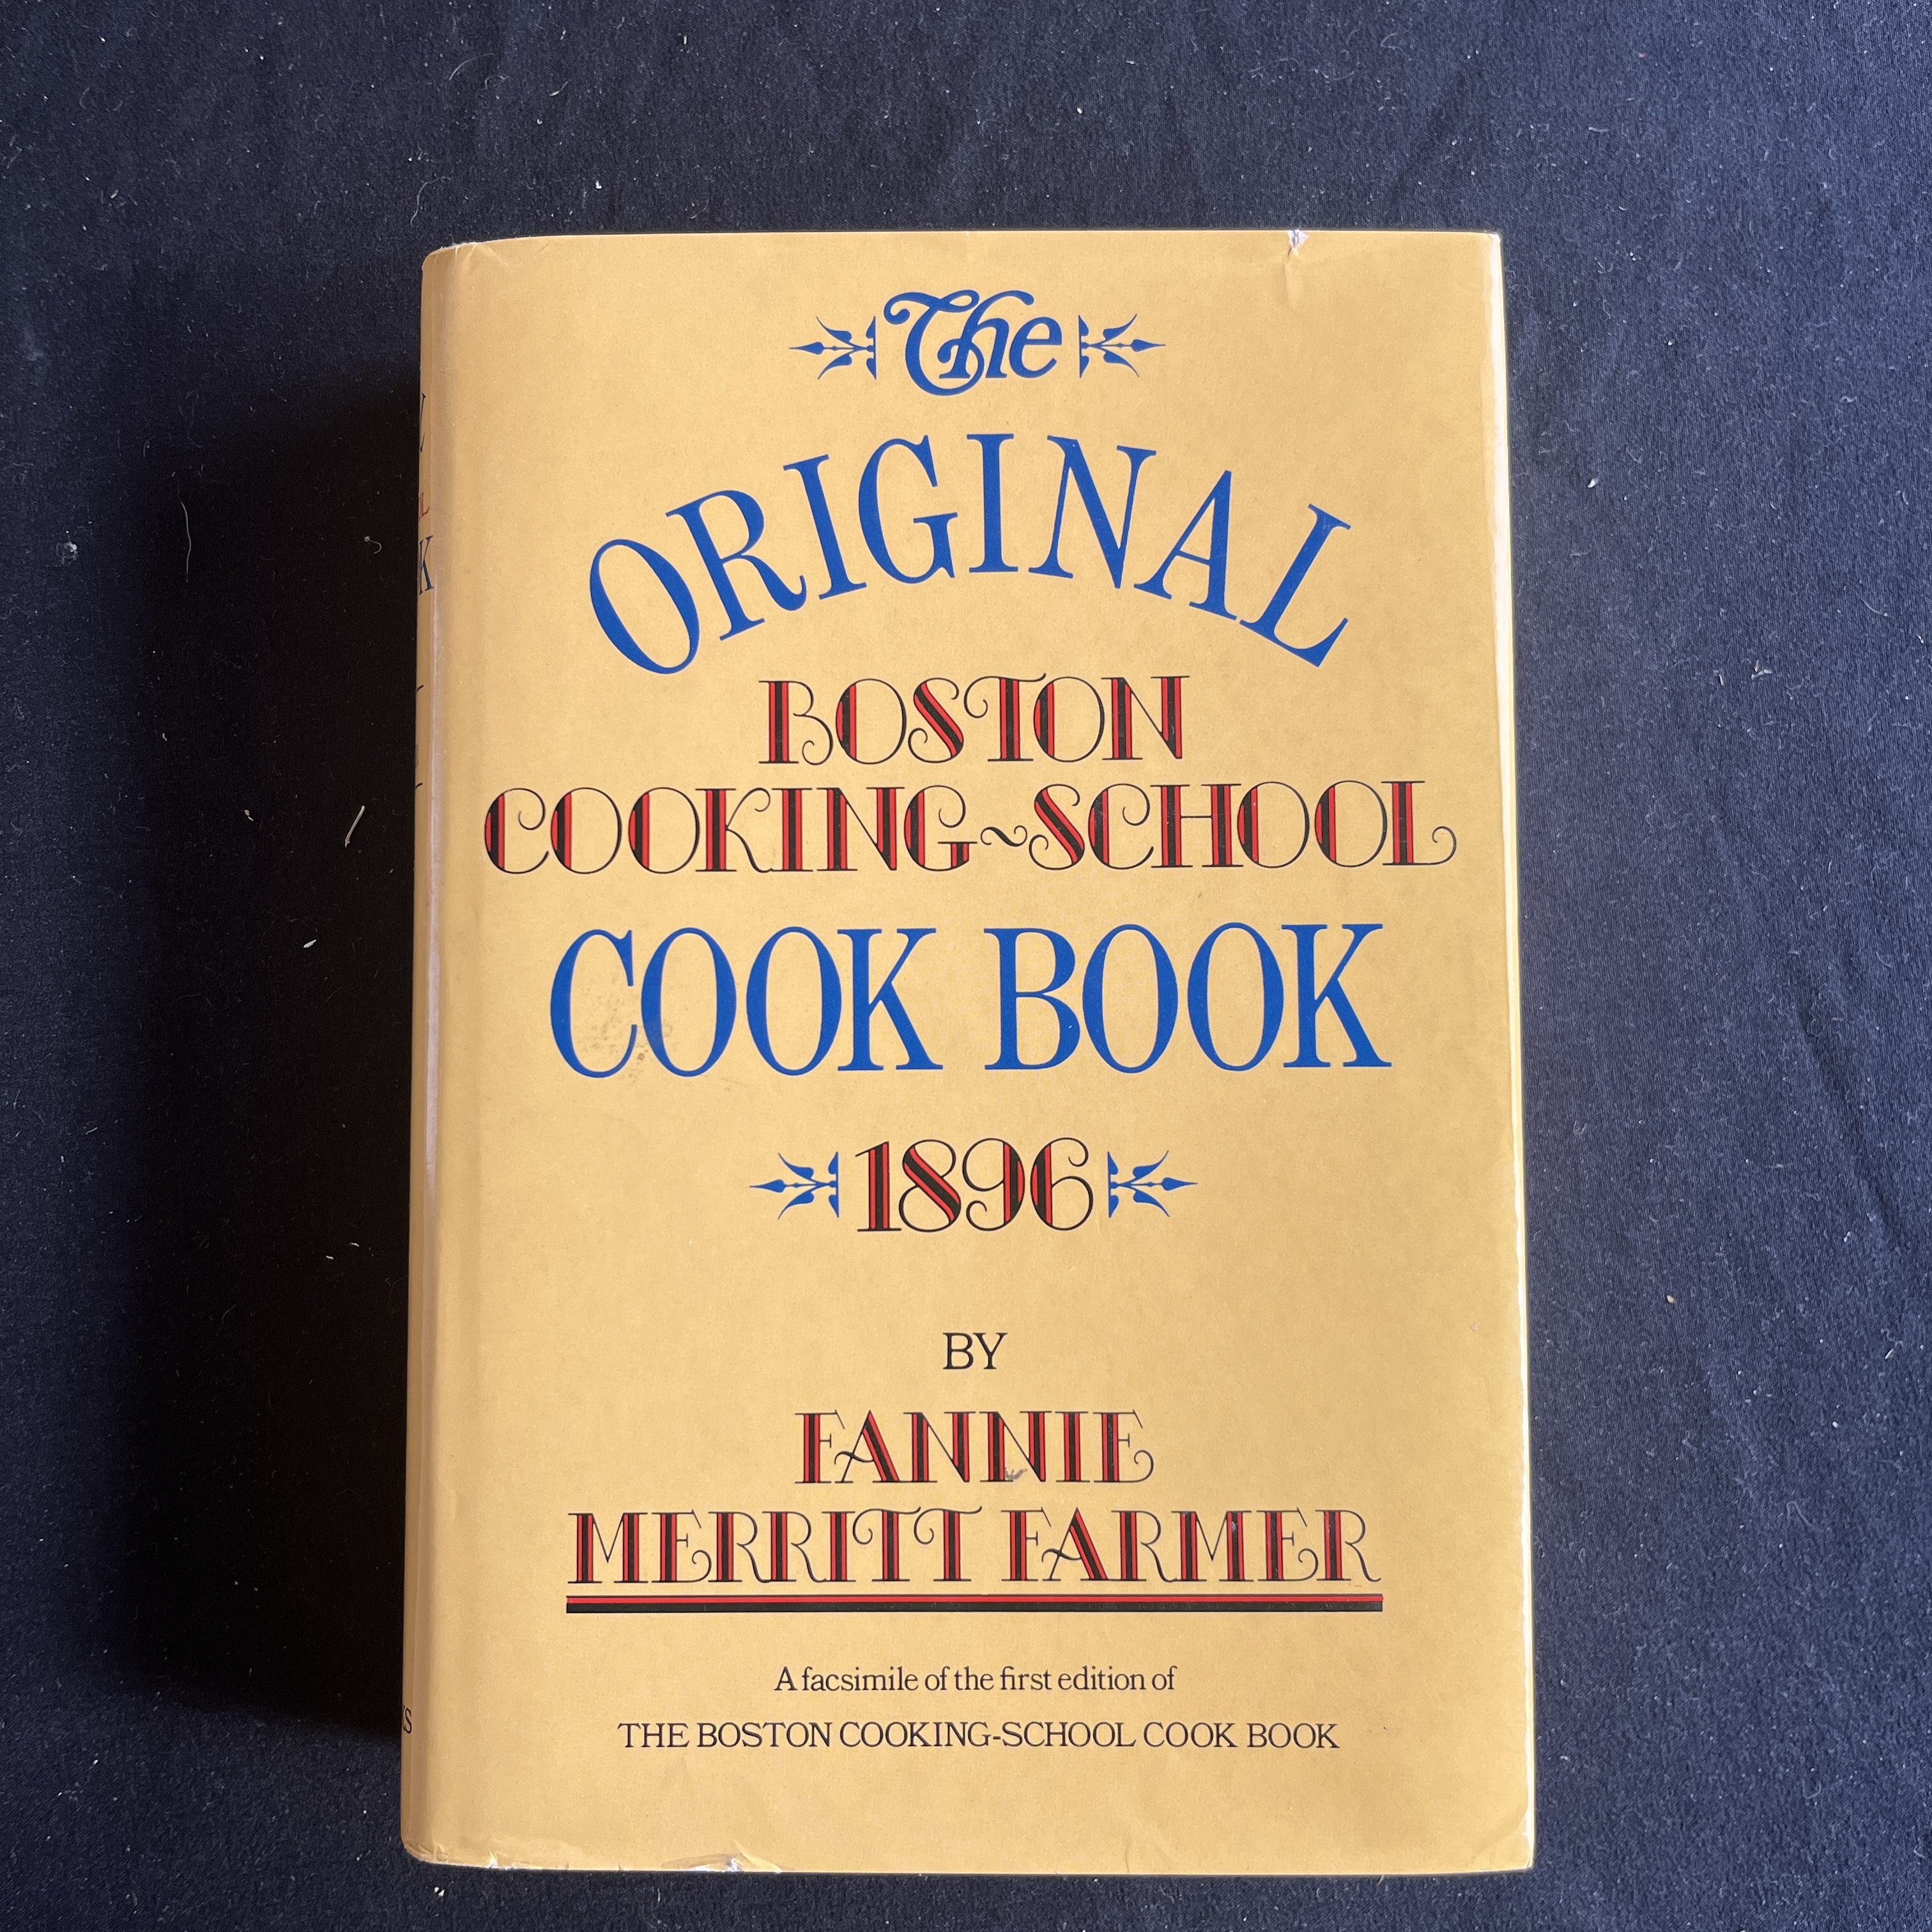 The
ORIGINAL
BOSTON
COOKING~SCHOOL
COOK BOOK
1896
BY
FANNIE
MERRITT FARMER
A facsimile of the first edition of
THE BOSTON COOKING-SCHOOL COOK BOOK